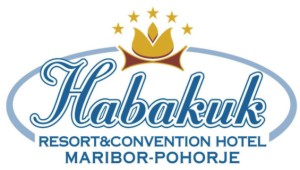 Habakuk
RESORT&CONVENTION HOTEL
MARIBOR-POHORJE